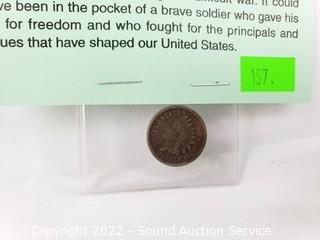 ve been in the pocket of a brave soldier who gave his
for freedom and who fought for the principals and
ues that have shaped our United States.
157.
Copyright 2022 - Sound Auction Service